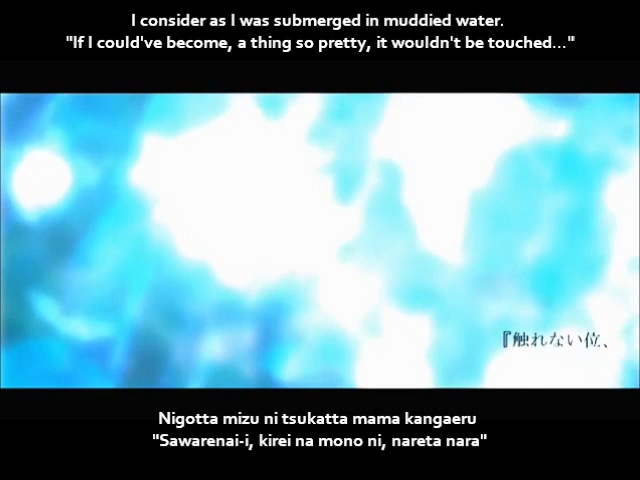 I consider as I was submerged in muddied water.
"If I could've become, a thing so pretty, it wouldn't be touched..."
『触れない位、
Nigotta mizu ni tsukatta mama kangaeru
"Sawarenai-i, kirei na mono ni, nareta nara"